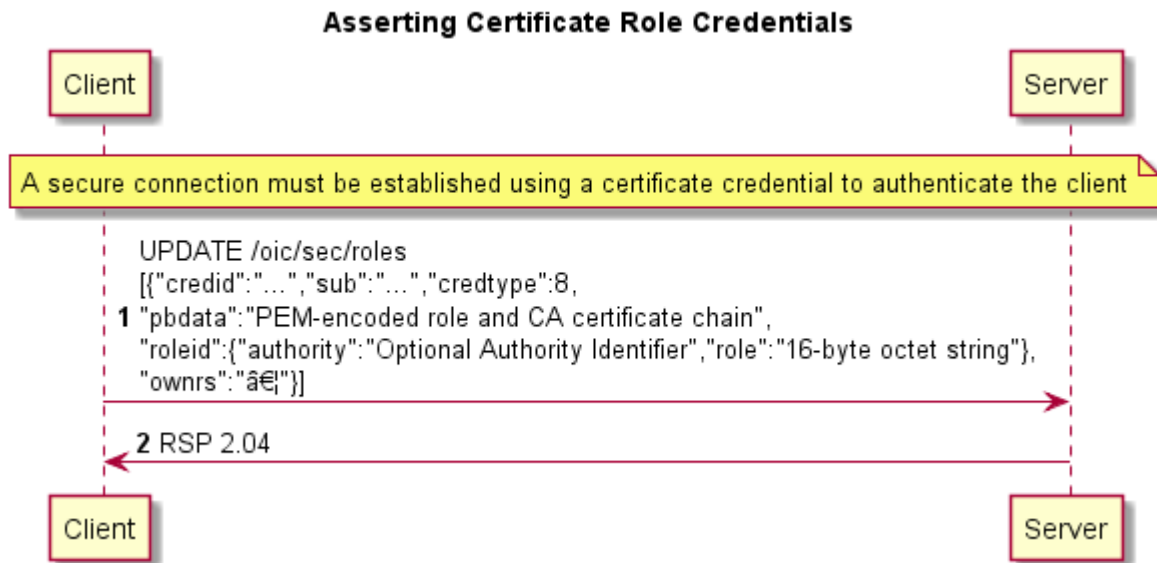 Asserting Certificate Role Credentials
Client Server
A secure connection must be established using a certificate credential to authenticate the client
UPDATE /oic/sec/roles
[{"credid":"...","sub":"...","credtype":8,
1 "pbdata":"PEM-encoded role and CA certificate chain",
"roleid":{"authority":"Optional Authority Identifier","role":"16-byte octet string"},
"ownrs":"â€¦"}]
2 RSP 2.04
Client Server